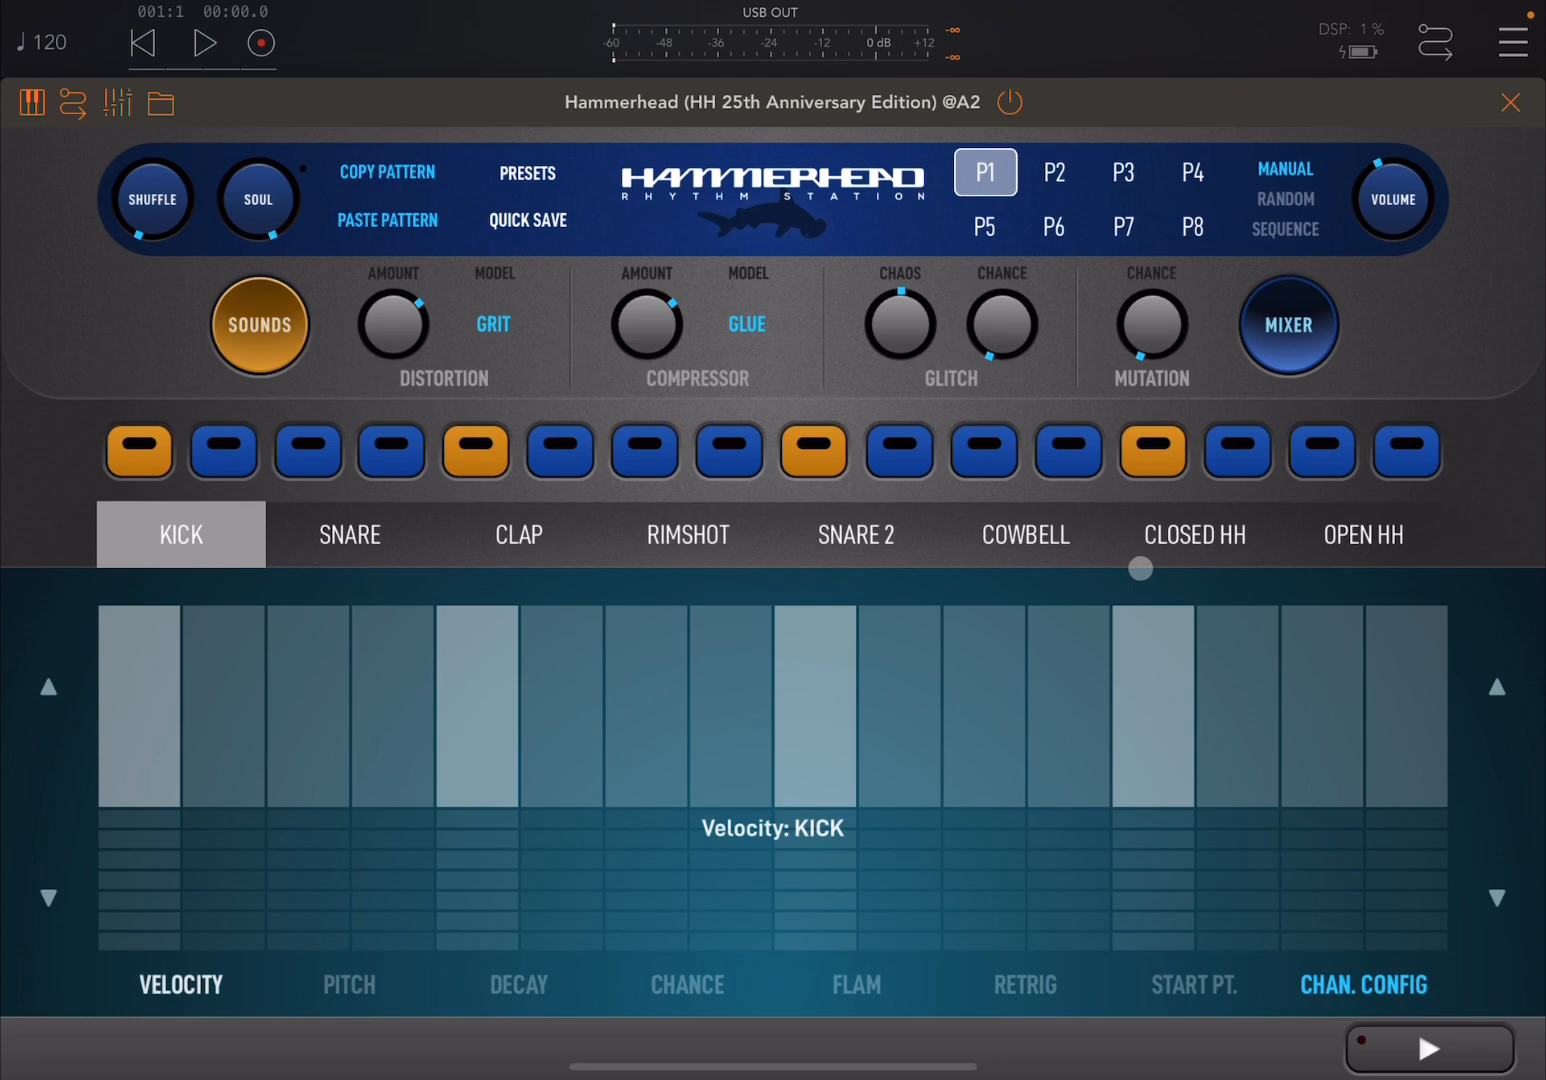 001:1 00:00.0
USB OUT
♩ 120
-60 -48 -36 -24 -12 0 dB +12
-∞
-∞
DSP: 1 %
Hammerhead (HH 25th Anniversary Edition) @A2
SHUFFLE
SOUL
COPY PATTERN
PASTE PATTERN
PRESETS
QUICK SAVE
HAMMERHEAD
RHYTHM STATION
P1 P2 P3 P4
P5 P6 P7 P8
MANUAL
RANDOM
SEQUENCE
VOLUME
SOUNDS
AMOUNT MODEL
GRIT
DISTORTION
AMOUNT MODEL
GLUE
COMPRESSOR
CHAOS CHANCE
GLITCH
CHANCE
MUTATION
MIXER
KICK SNARE CLAP RIMSHOT SNARE 2 COWBELL CLOSED HH OPEN HH
Velocity: KICK
VELOCITY PITCH DECAY CHANCE FLAM RETRIG START PT. CHAN. CONFIG